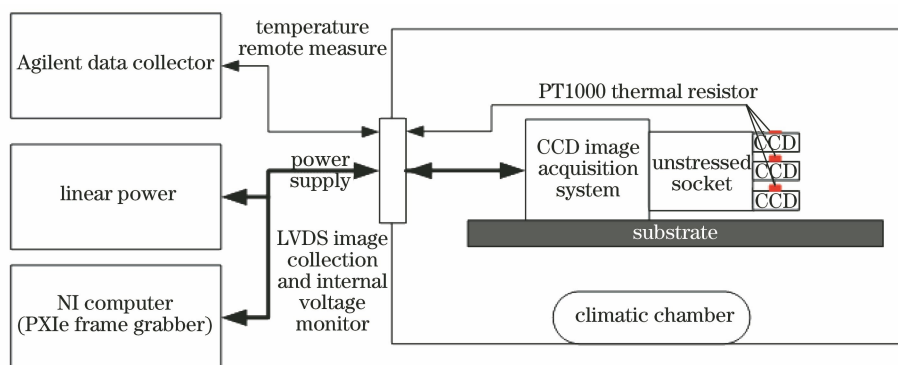 Agilent data collector
temperature
remote measure
PT1000 thermal resistor
CCD image
acquisition
system
unstressed
socket
CCD
CCD
CCD
substrate
linear power
power
supply
LVDS image
collection
and internal
voltage
monitor
NI computer
(PXIe frame grabber)
climatic chamber